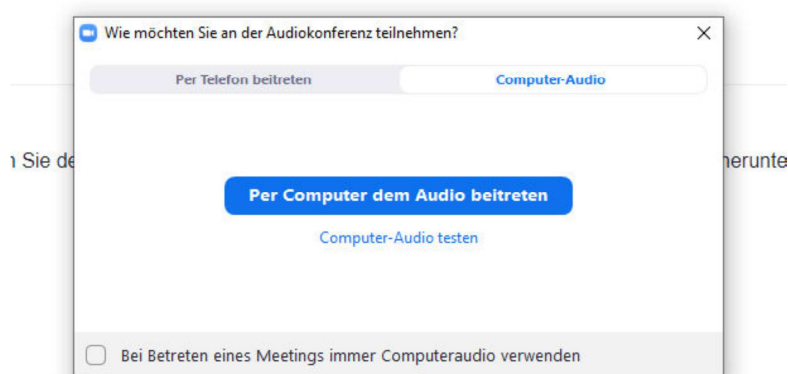 Wie möchten Sie an der Audiokonferenz teilnehmen?
Per Telefon beitreten Computer-Audio
Sie
Per Computer dem Audio beitreten
Computer-Audio testen
Bei Betreten eines Meetings immer Computeraudio verwenden